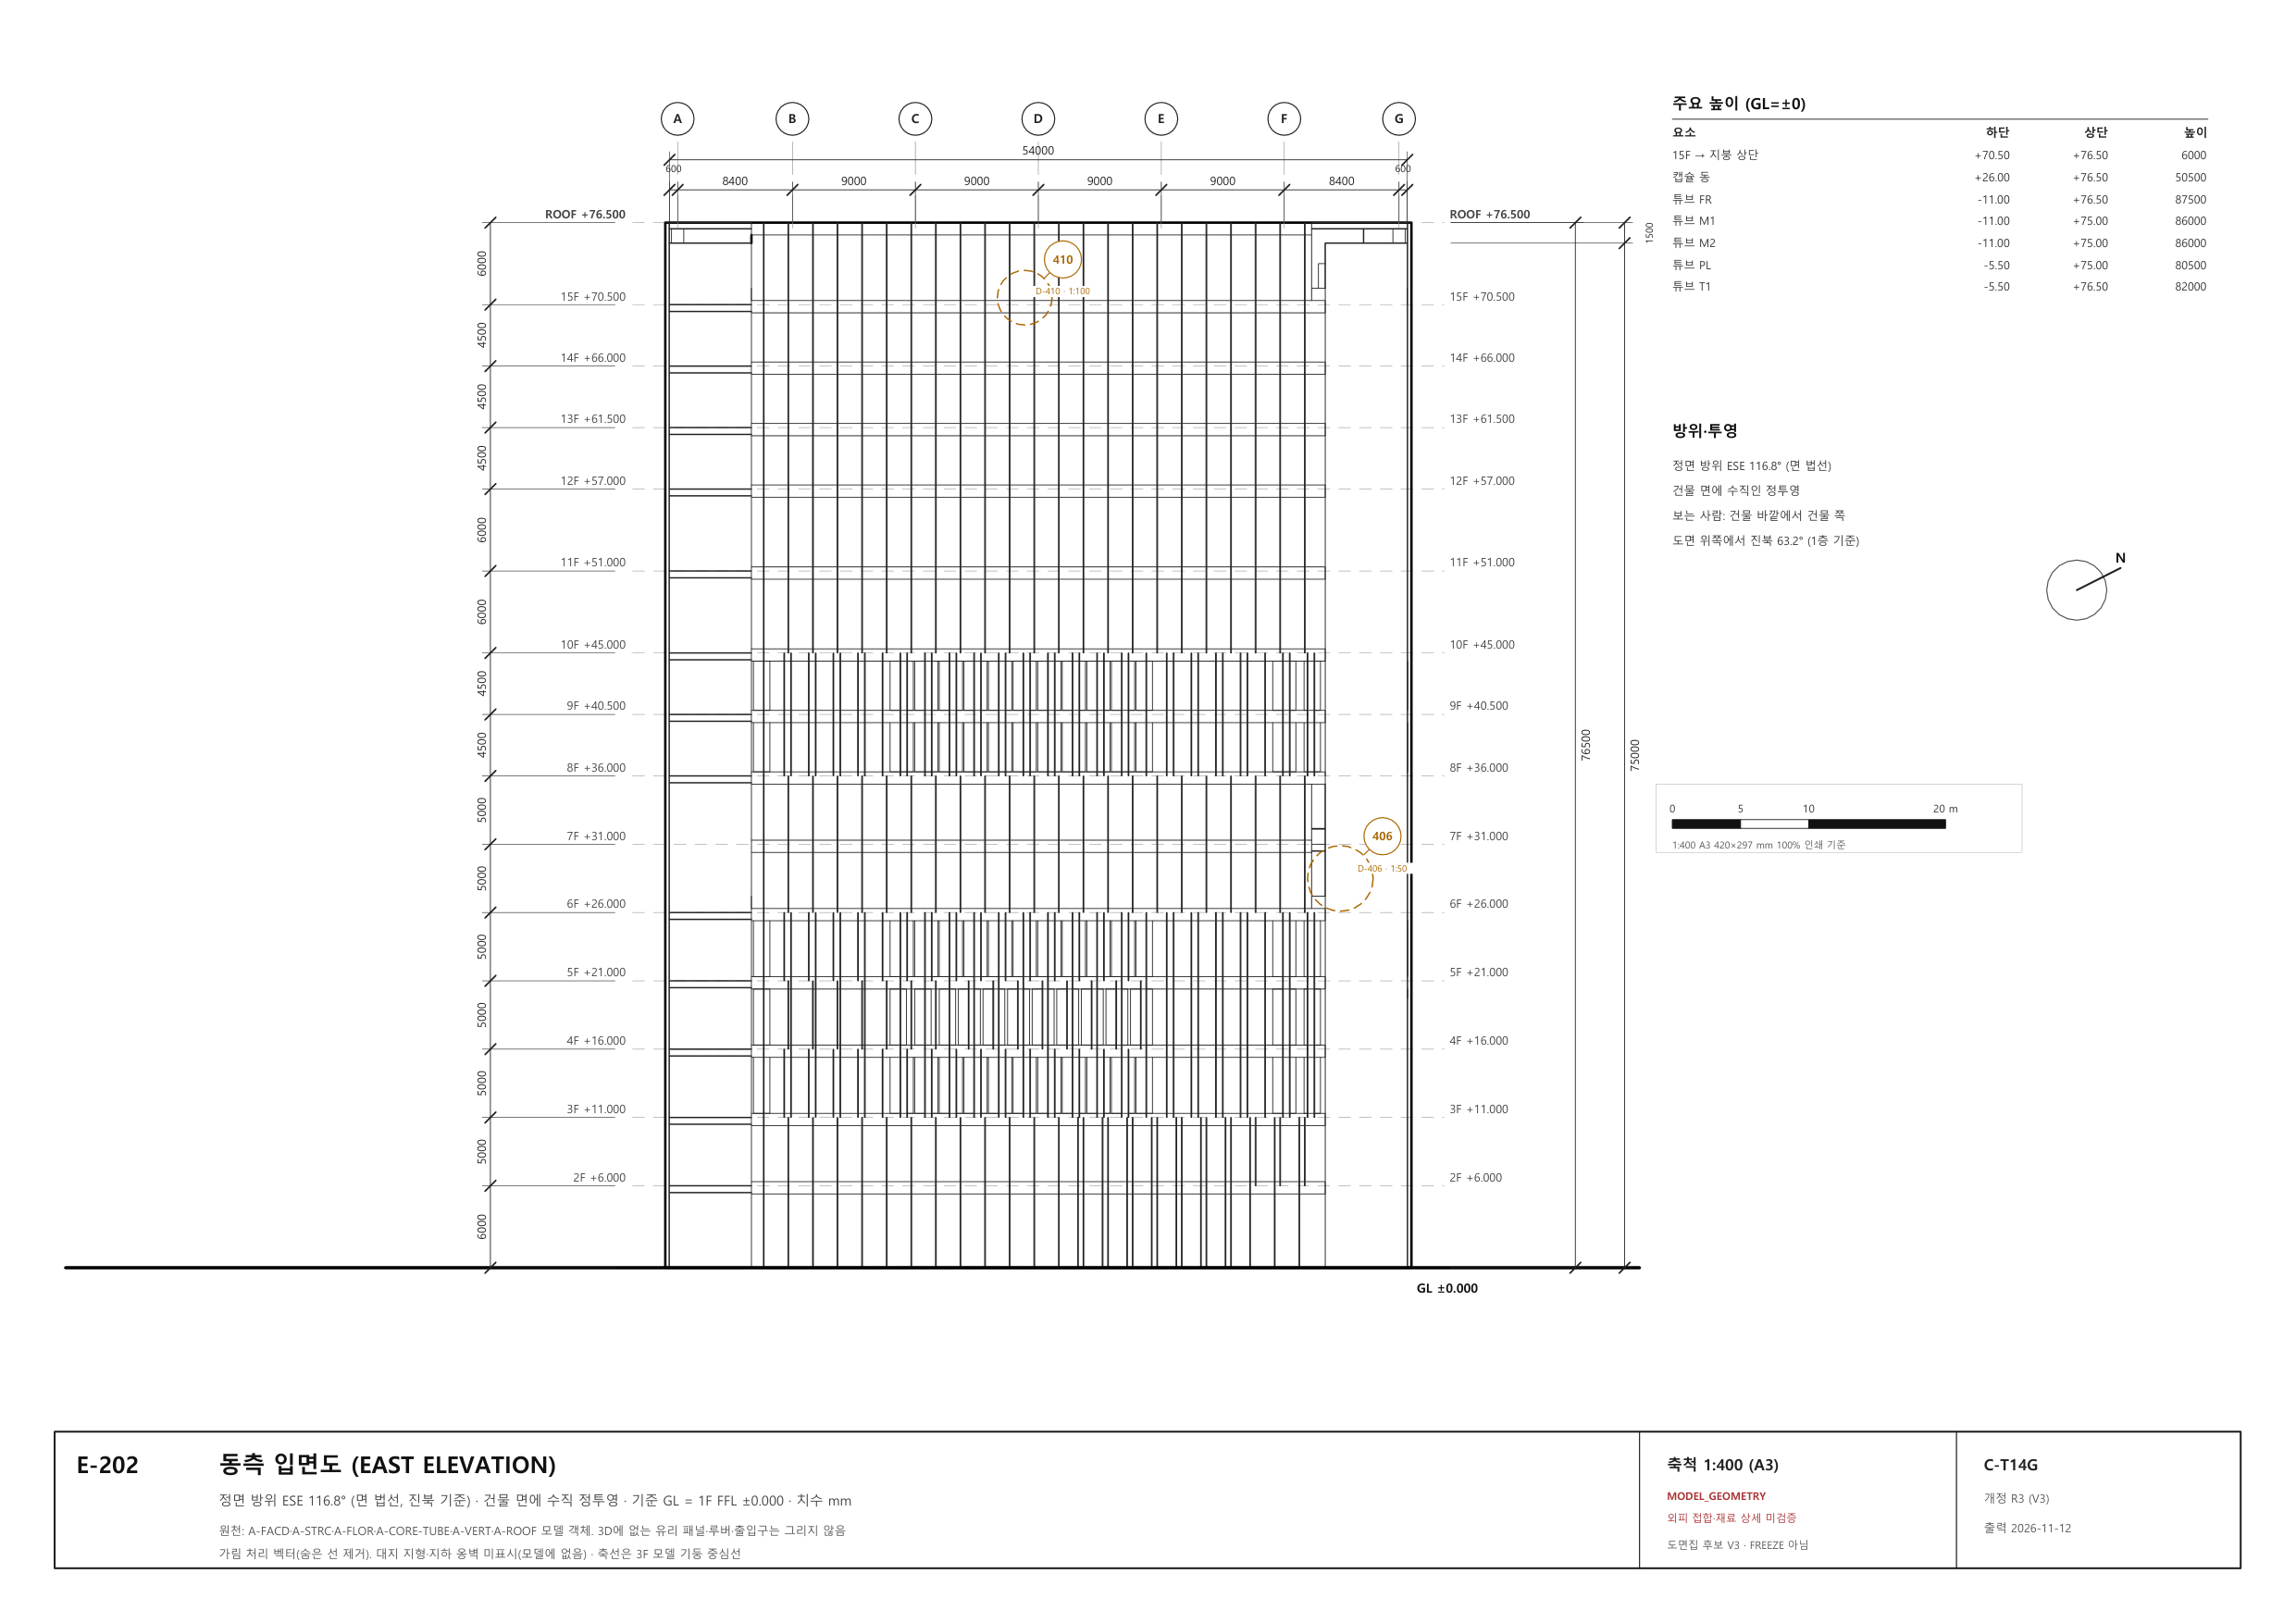 A B C D E F G
54000
600 600
8400 9000 9000 9000 9000 8400
ROOF +76.500 ROOF +76.500
1500
410
D-410 · 1:100
6000
15F +70.500 15F +70.500
4500
14F +66.000 14F +66.000
4500
13F +61.500 13F +61.500
4500
12F +57.000 12F +57.000
6000
11F +51.000 11F +51.000
6000
10F +45.000 10F +45.000
4500
9F +40.500 9F +40.500
4500
8F +36.000 8F +36.000
76500
75000
5000
7F +31.000 7F +31.000
406
D-406 · 1:50
5000
6F +26.000 6F +26.000
5000
5F +21.000 5F +21.000
5000
4F +16.000 4F +16.000
5000
3F +11.000 3F +11.000
5000
2F +6.000 2F +6.000
6000
GL ±0.000
주요 높이 (GL=±0)
요소 하단 상단 높이
15F → 지붕 상단 +70.50 +76.50 6000
캡슐 동 +26.00 +76.50 50500
튜브 FR -11.00 +76.50 87500
튜브 M1 -11.00 +75.00 86000
튜브 M2 -11.00 +75.00 86000
튜브 PL -5.50 +75.00 80500
튜브 T1 -5.50 +76.50 82000
방위·투영
정면 방위 ESE 116.8° (면 법선)
건물 면에 수직인 정투영
보는 사람: 건물 바깥에서 건물 쪽
도면 위쪽에서 진북 63.2° (1층 기준)
N
0 5 10 20 m
1:400 A3 420×297 mm 100% 인쇄 기준
E-202
동측 입면도 (EAST ELEVATION)
정면 방위 ESE 116.8° (면 법선, 진북 기준) · 건물 면에 수직 정투영 · 기준 GL = 1F FFL ±0.000 · 치수 mm
원천: A-FACD·A-STRC·A-FLOR·A-CORE-TUBE·A-VERT·A-ROOF 모델 객체. 3D에 없는 유리 패널·루버·출입구는 그리지 않음
가림 처리 벡터(숨은 선 제거). 대지 지형·지하 옹벽 미표시(모델에 없음) · 축선은 3F 모델 기둥 중심선
축척 1:400 (A3)
MODEL_GEOMETRY
외피 접합·재료 상세 미검증
도면집 후보 V3 · FREEZE 아님
C-T14G
개정 R3 (V3)
출력 2026-11-12